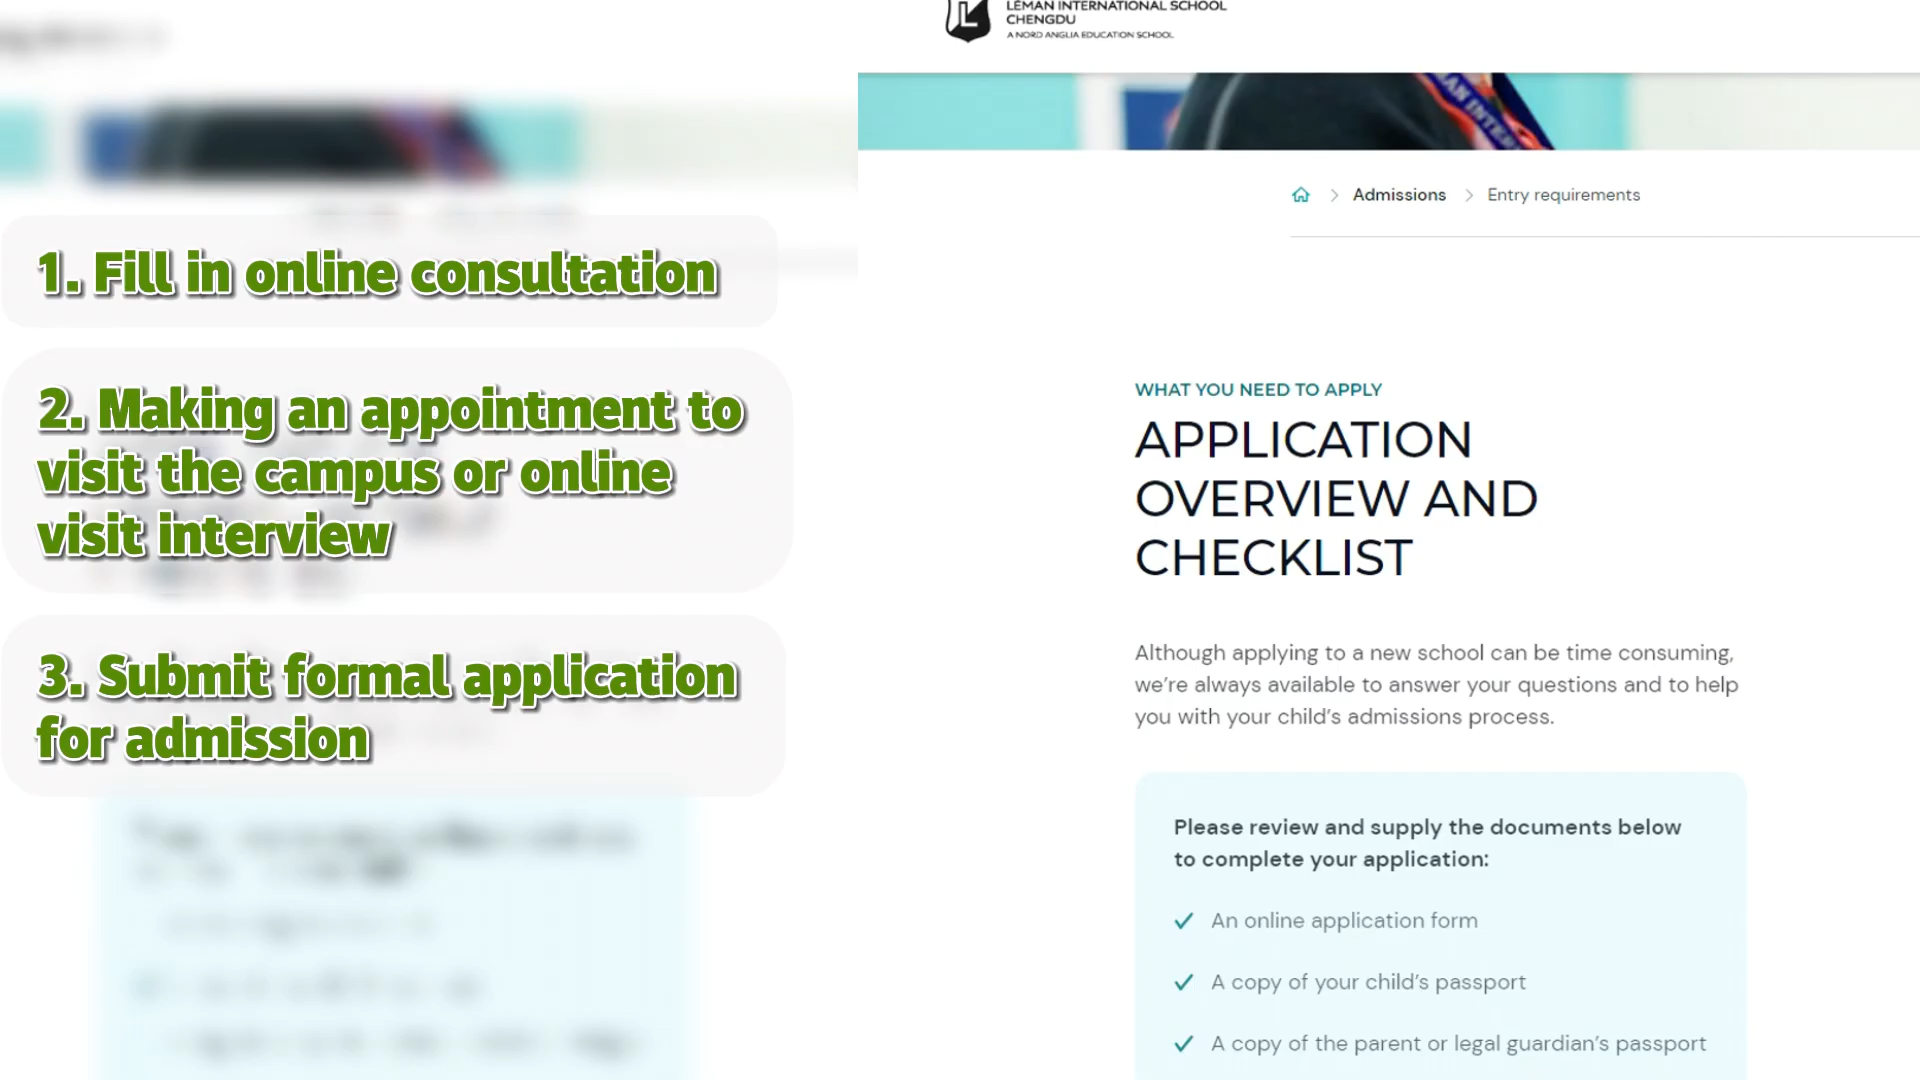 1. Fill in online consultation
2. Making an appointment to
visit the campus or online
visit interview
3. Submit formal application
for admission
LÉMAN INTERNATIONAL SCHOOL
CHENGDU
A NORD ANGLIA EDUCATION SCHOOL
AN INTER
Admissions
Entry requirements
WHAT YOU NEED TO APPLY
APPLICATION
OVERVIEW AND
CHECKLIST
Although applying to a new school can be time consuming,
we’re always available to answer your questions and to help
you with your child’s admissions process.
Please review and supply the documents below
to complete your application:
An online application form
A copy of your child’s passport
A copy of the parent or legal guardian’s passport